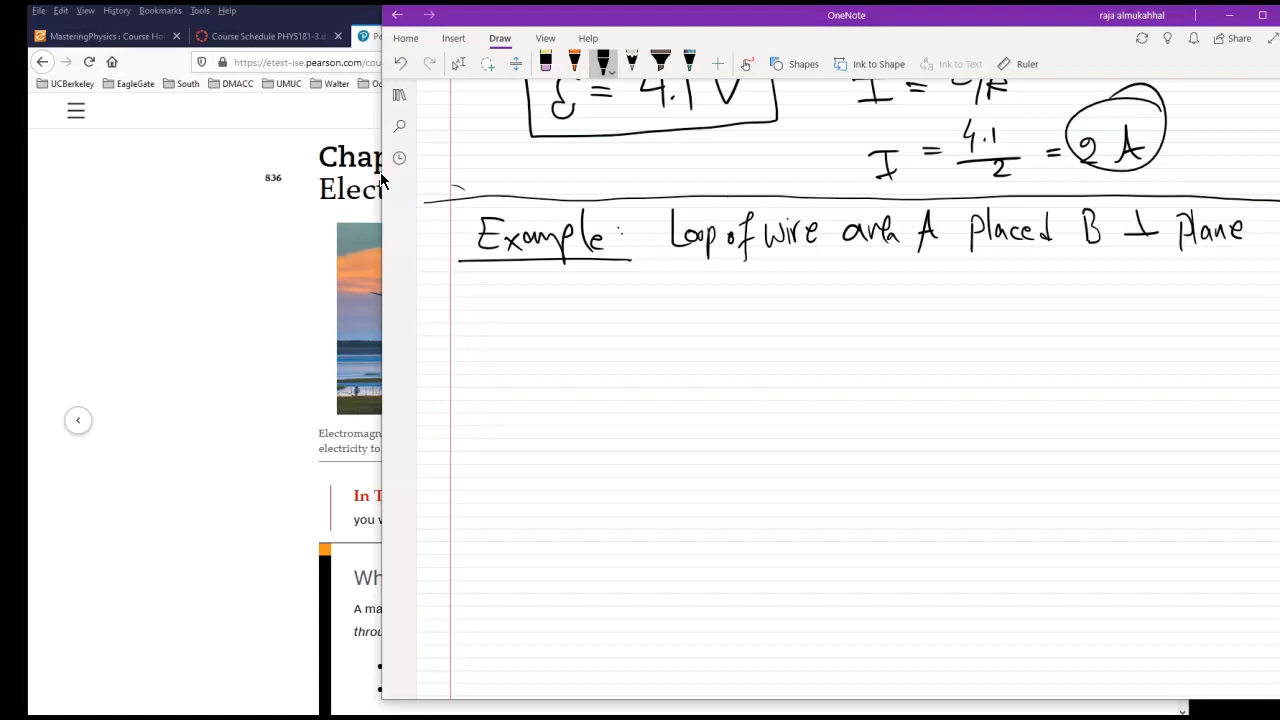 File Edit View History Bookmarks Tools Help
MasteringPhysics : Course Ho
Course Schedule PHYS181-3.d
Pe
https://etext-ise.pearson.com/cou
UCBerkeley EagleGate South DMACC UMUC Walter
836
Chap
Elect
Electromagn
electricity to
In T
you w
Wh
A ma
throu
OneNote
raja almukahhal
Home Insert Draw View Help
Share
Shapes Ink to Shape Ink to Text Ruler
ℰ = 4.1 V
I =
I = 4.1/2 = 2 A
Example: Loop of wire area A placed B ⊥ plane